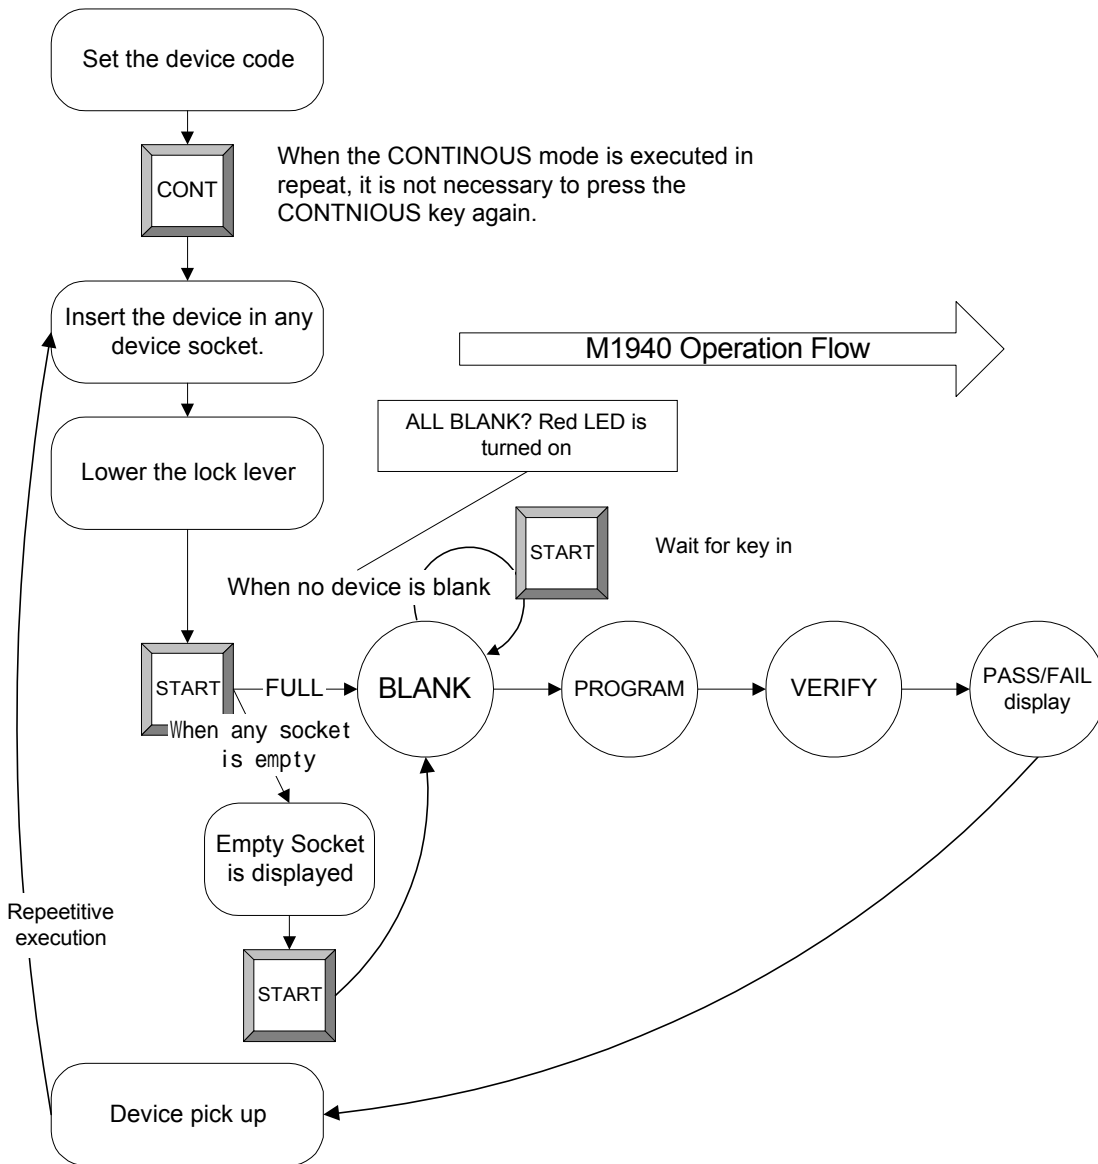 Set the device code
CONT
When the CONTINOUS mode is executed in
repeat, it is not necessary to press the
CONTNIOUS key again.
Insert the device in any
device socket.
M1940 Operation Flow
ALL BLANK? Red LED is
turned on
Lower the lock lever
START
Wait for key in
When no device is blank
START
FULL
BLANK
PROGRAM
VERIFY
PASS/FAIL
display
When any socket
is empty
Empty Socket
is displayed
Repeetitive
execution
START
Device pick up